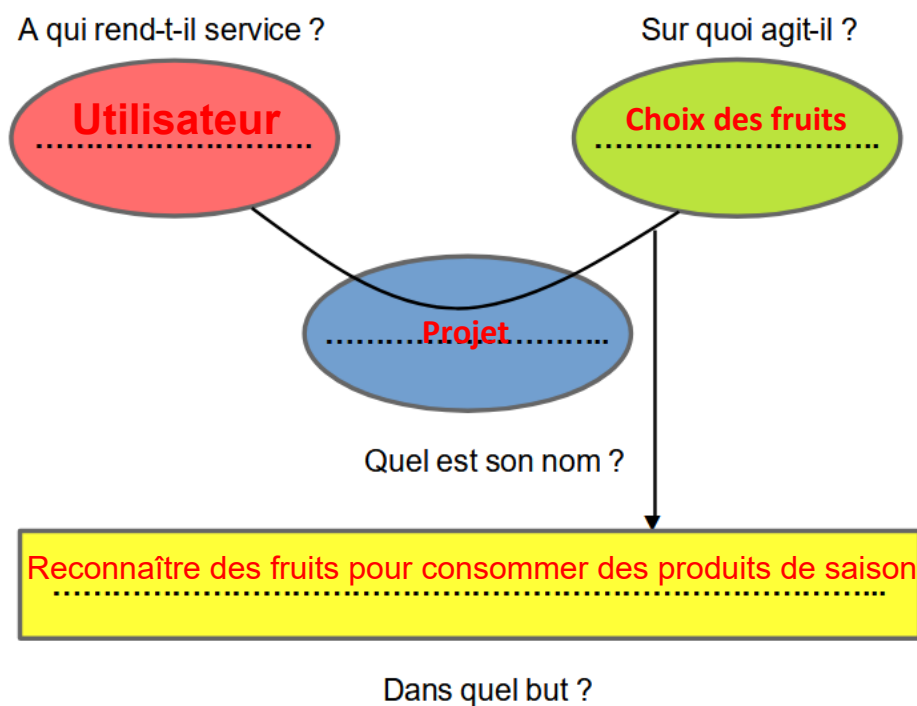 A qui rend-t-il service ?
Sur quoi agit-il ?
Utilisateur
Choix des fruits
Projet
Quel est son nom ?
Reconnaître des fruits pour consommer des produits de saison
Dans quel but ?